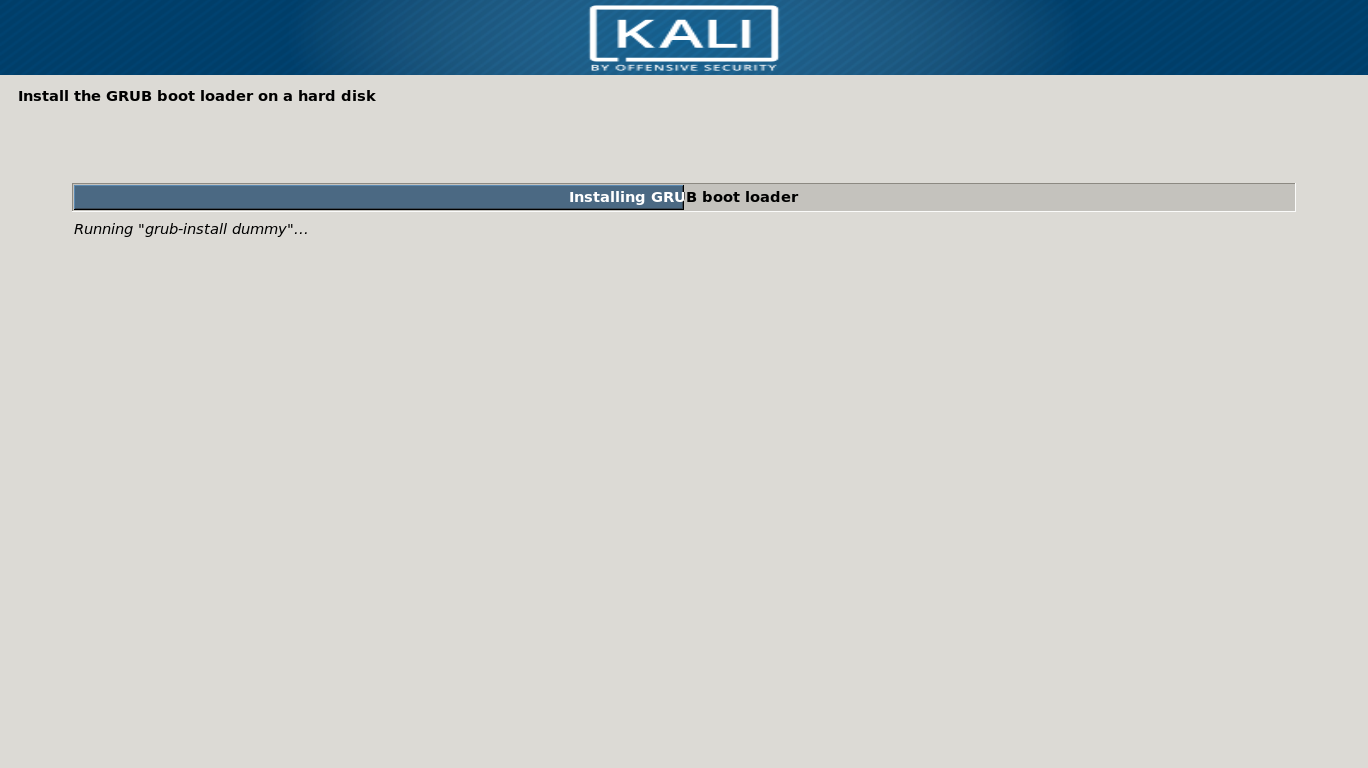 KALI
BY OFFENSIVE SECURITY
Install the GRUB boot loader on a hard disk
Installing GRUB boot loader
Running "grub-install dummy"...